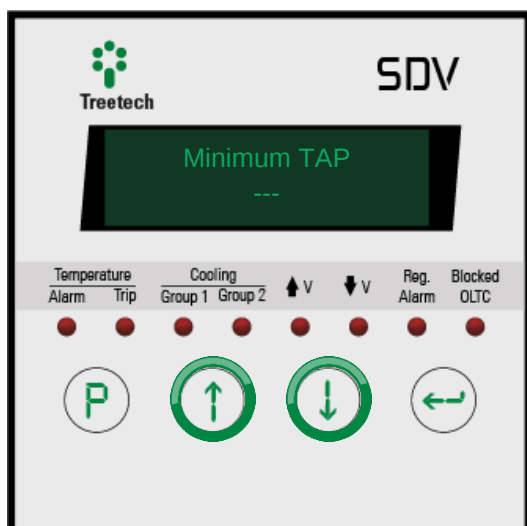 Treetech
SDV
Minimum TAP
---
Temperature
Cooling
Alarm Trip
Group 1 Group 2
V
V
Reg. Alarm
Blocked OLTC
P